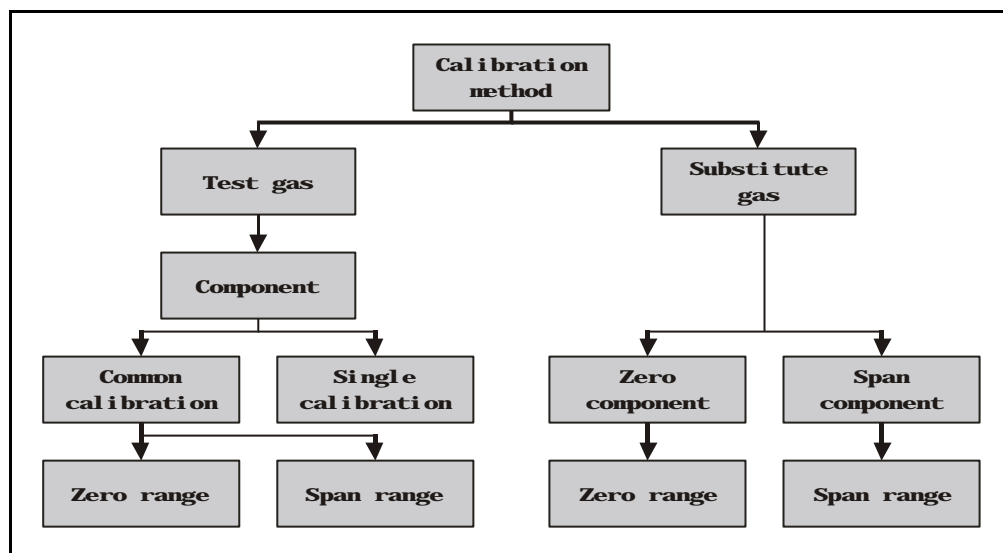 Calibration
method
Test gas
Substitute
gas
Component
Common
calibration
Single
calibration
Zero
component
Span
component
Zero range
Span range
Zero range
Span range